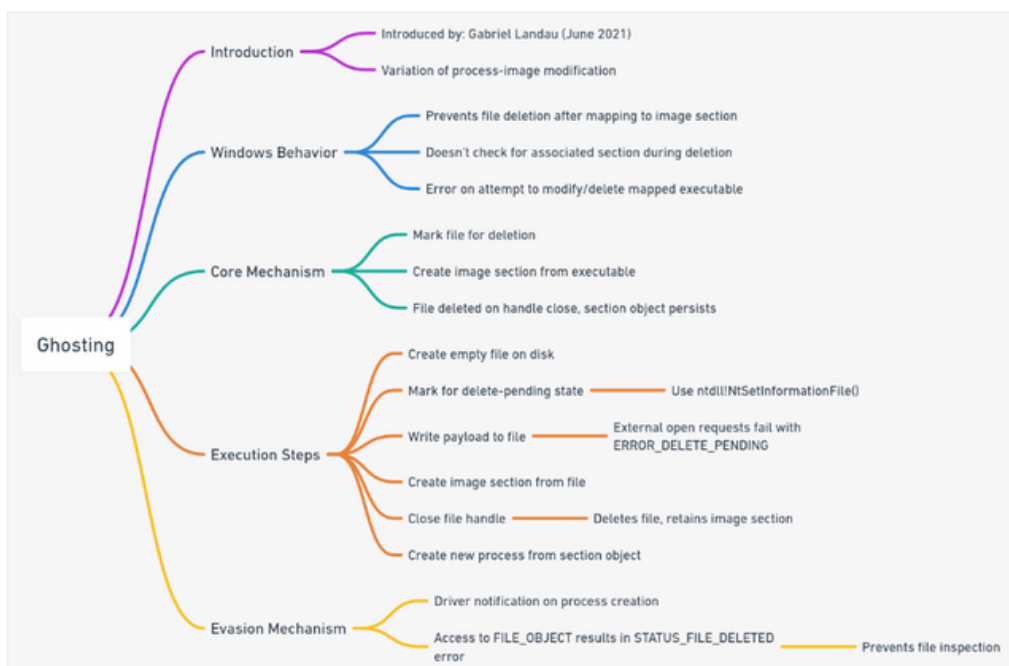 Introduction
Introduced by: Gabriel Landau (June 2021)
Variation of process-image modification
Windows Behavior
Prevents file deletion after mapping to image section
Doesn't check for associated section during deletion
Error on attempt to modify/delete mapped executable
Core Mechanism
Mark file for deletion
Create image section from executable
File deleted on handle close, section object persists
Ghosting
Execution Steps
Create empty file on disk
Mark for delete-pending state
Use ntdll!NtSetInformationFile()
Write payload to file
External open requests fail with
ERROR_DELETE_PENDING
Create image section from file
Close file handle
Deletes file, retains image section
Create new process from section object
Evasion Mechanism
Driver notification on process creation
Access to FILE_OBJECT results in STATUS_FILE_DELETED
error
Prevents file inspection